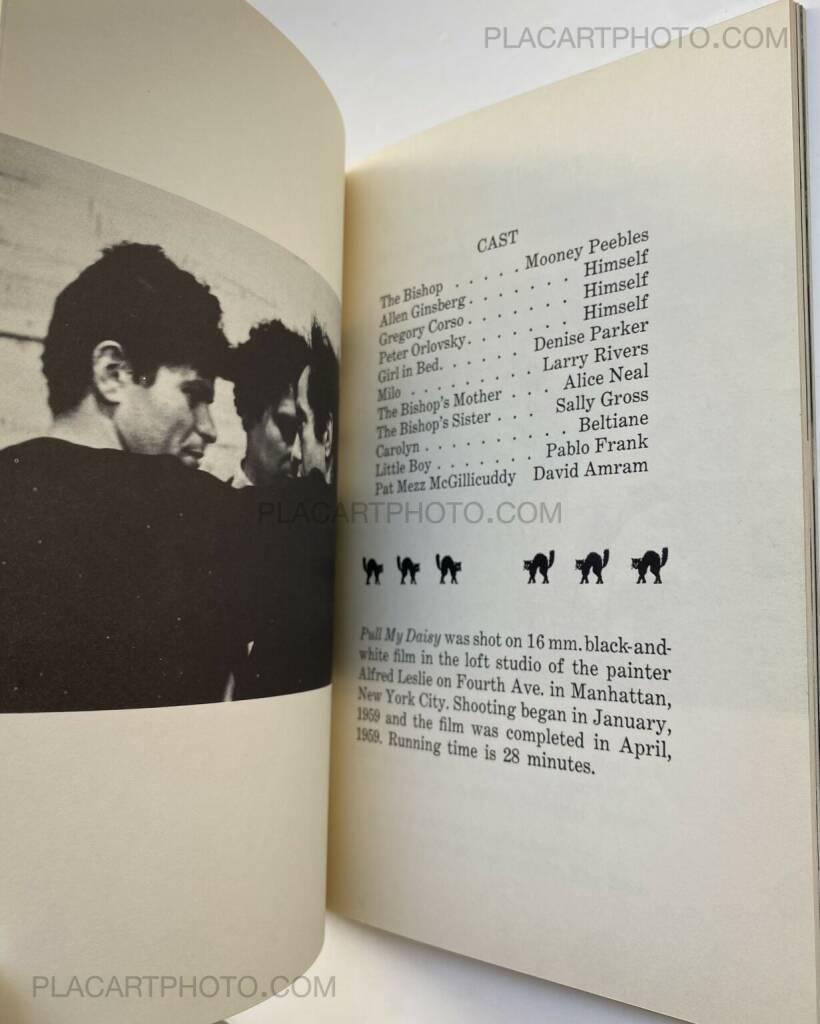 PLACARTPHOTO.COM
CAST
The Bishop . . . . . Mooney Peebles
Allen Ginsberg . . . . . . . Himself
Gregory Corso . . . . . . . Himself
Peter Orlovsky . . . . . . . Himself
Girl in Bed . . . . . . Denise Parker
Milo . . . . . . . . . Larry Rivers
The Bishop's Mother . . . Alice Neal
The Bishop's Sister . . . Sally Gross
Carolyn . . . . . . . . . . Beltiane
Little Boy . . . . . . . Pablo Frank
Pat Mezz McGillicuddy David Amram
PLACARTPHOTO.COM
Pull My Daisy was shot on 16 mm. black-and-
white film in the loft studio of the painter
Alfred Leslie on Fourth Ave. in Manhattan,
New York City. Shooting began in January,
1959 and the film was completed in April,
1959. Running time is 28 minutes.
PLACARTPHOTO.COM